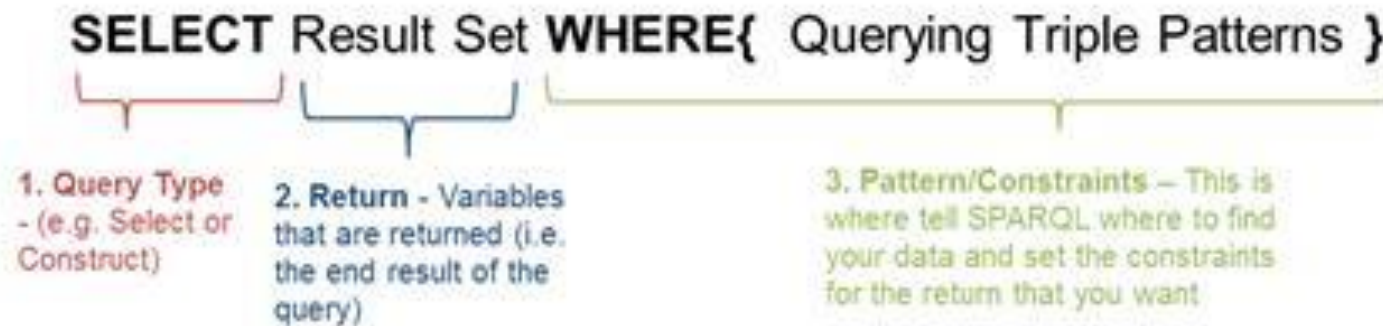 SELECT Result Set WHERE{ Querying Triple Patterns }
1. Query Type
- (e.g. Select or
Construct)
2. Return - Variables
that are returned (i.e.
the end result of the
query)
3. Pattern/Constraints – This is
where tell SPARQL where to find
your data and set the constraints
for the return that you want